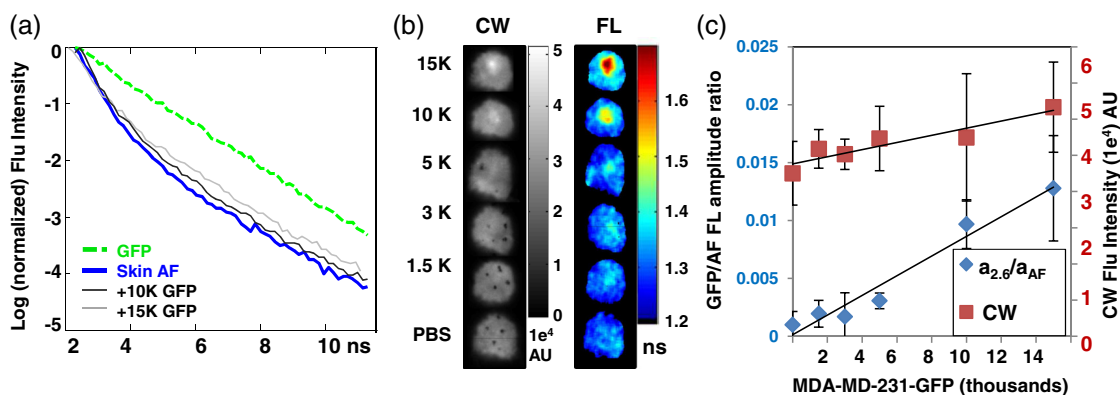 (a)
Log (normalized) Flu Intensity
0
-1
-2
-3
-4
-5
GFP
Skin AF
+10K GFP
+15K GFP
2
4
6
8
10 ns
(b)
CW
FL
15K
10 K
5 K
3 K
1.5 K
PBS
5
4
3
2
1
0
1e⁴
AU
1.6
1.5
1.4
1.3
1.2
ns
(c)
GFP/AF FL amplitude ratio
0.025
0.02
0.015
0.01
0.005
0
a2.6/aAF
CW
6
5
4
3
2
1
0
CW Flu Intensity (1e⁴) AU
2
4
6
8
10
12
14
MDA-MD-231-GFP (thousands)